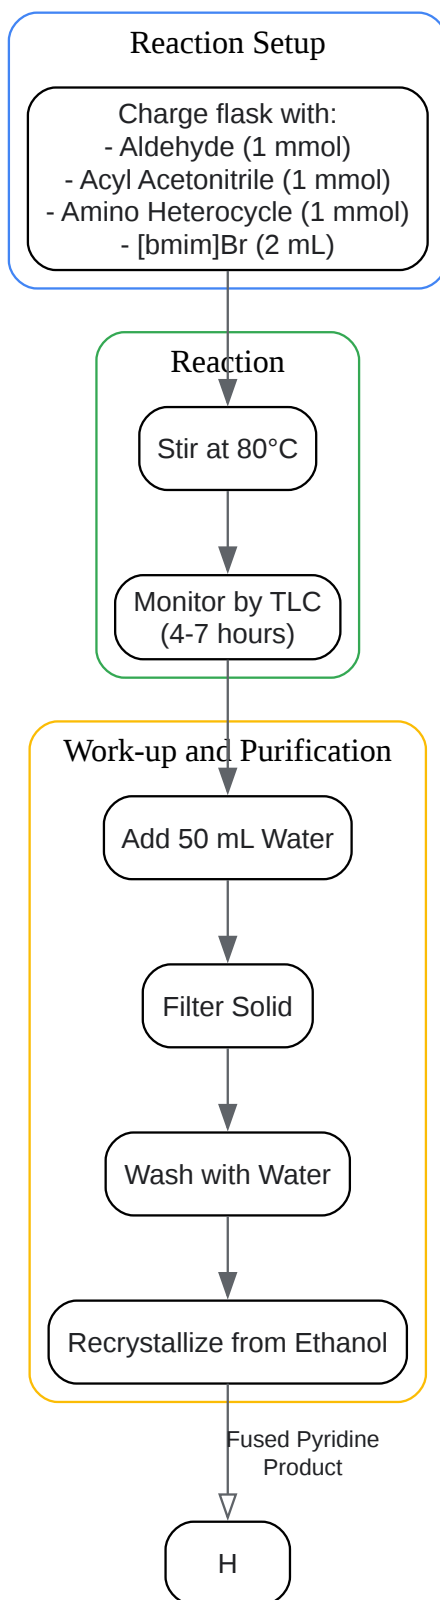 Reaction Setup
Charge flask with:
- Aldehyde (1 mmol)
- Acyl Acetonitrile (1 mmol)
- Amino Heterocycle (1 mmol)
- [bmim]Br (2 mL)
Reaction
Stir at 80°C
Monitor by TLC
(4-7 hours)
Work-up and Purification
Add 50 mL Water
Filter Solid
Wash with Water
Recrystallize from Ethanol
Fused Pyridine
Product
H